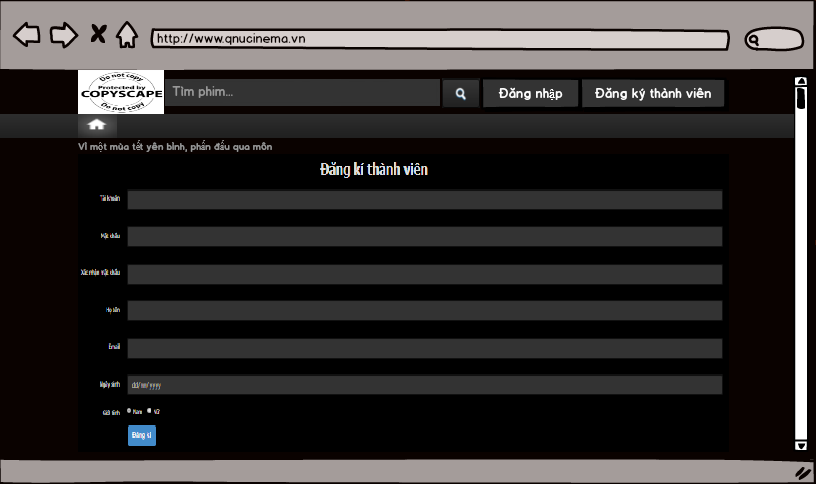 http://www.qnucinema.vn
Do not copy
Protected by
COPYSCAPE
Do not copy
Tìm phim...
Đăng nhập
Đăng ký thành viên
Vì một mùa tết yên bình, phấn đấu qua môn
Đăng kí thành viên
Tài khoản
Mật khẩu
Xác nhận mật khẩu
Họ tên
Email
Ngày sinh
dd/mm/yyyy
Giới tính
Nam
Nữ
Đăng kí